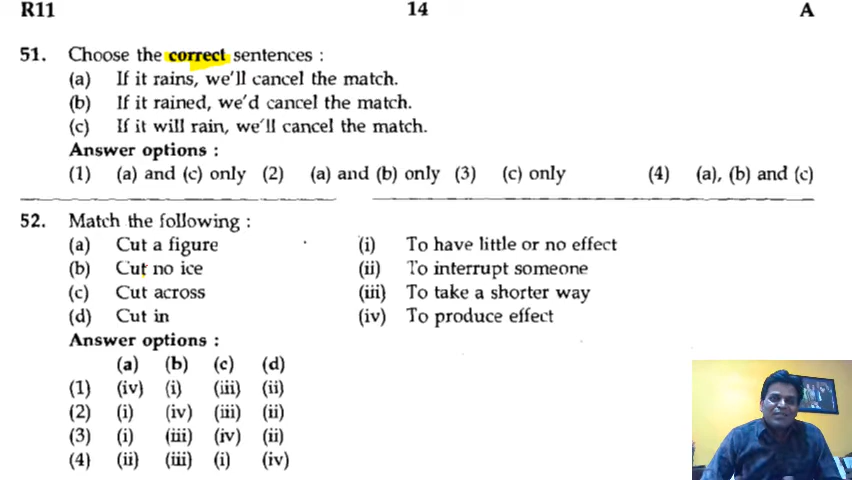 R11 14 A
51. Choose the correct sentences :
(a) If it rains, we'll cancel the match.
(b) If it rained, we'd cancel the match.
(c) If it will rain, we'll cancel the match.
Answer options :
(1) (a) and (c) only (2) (a) and (b) only (3) (c) only (4) (a), (b) and (c)
52. Match the following :
(a) Cut a figure (i) To have little or no effect
(b) Cut no ice (ii) To interrupt someone
(c) Cut across (iii) To take a shorter way
(d) Cut in (iv) To produce effect
Answer options :
(a) (b) (c) (d)
(1) (iv) (i) (iii) (ii)
(2) (i) (iv) (iii) (ii)
(3) (i) (iii) (iv) (ii)
(4) (ii) (iii) (i) (iv)